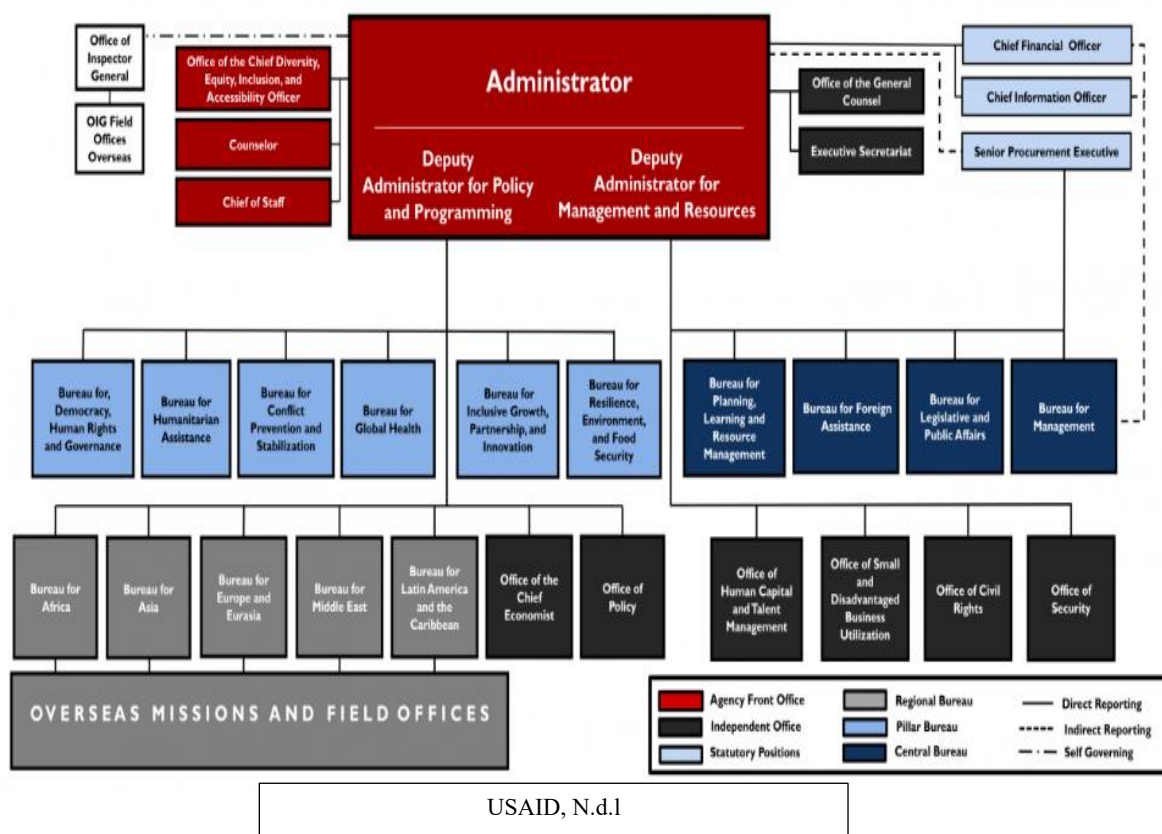 Office of
Inspector
General
OIG Field
Offices
Overseas
Office of the Chief Diversity,
Equity, Inclusion, and
Accessibility Officer
Counselor
Chief of Staff
Administrator
Deputy
Administrator for Policy
and Programming
Deputy
Administrator for
Management and Resources
Office of the General
Counsel
Executive Secretariat
Chief Financial Officer
Chief Information Officer
Senior Procurement Executive
Bureau for,
Democracy,
Human Rights
and Governance
Bureau for
Humanitarian
Assistance
Bureau for
Conflict
Prevention and
Stabilization
Bureau for
Global Health
Bureau for
Inclusive Growth,
Partnership, and
Innovation
Bureau for
Resilience,
Environment,
and Food
Security
Bureau for
Planning,
Learning and
Resource
Management
Bureau for Foreign
Assistance
Bureau for
Legislative and
Public Affairs
Bureau for
Management
Bureau for
Africa
Bureau for
Asia
Bureau for
Europe and
Eurasia
Bureau for
Middle East
Bureau for
Latin America
and the
Caribbean
Office of the
Chief
Economist
Office of
Policy
Office of
Human Capital
and Talent
Management
Office of Small
and
Disadvantaged
Business
Utilization
Office of Civil
Rights
Office of
Security
OVERSEAS MISSIONS AND FIELD OFFICES
Agency Front Office
Independent Office
Statutory Positions
Regional Bureau
Pillar Bureau
Central Bureau
Direct Reporting
Indirect Reporting
Self Governing
USAID, N.d.l